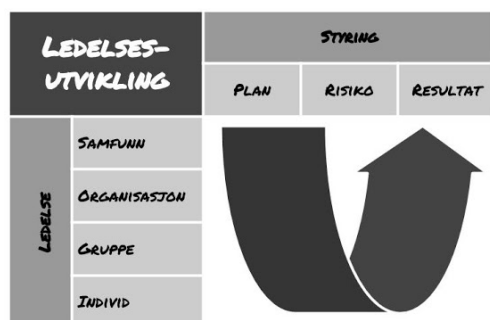 LEDELSES-
UTVIKLING
STYRING
PLAN RISIKO RESULTAT
LEDELSE
SAMFUNN
ORGANISASJON
GRUPPE
INDIVID